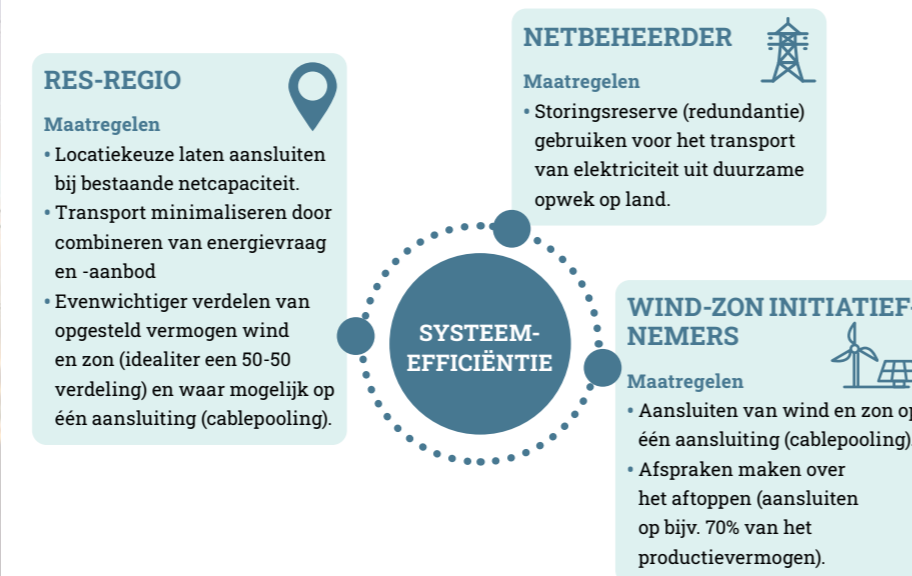 RES-REGIO
Maatregelen
• Locatiekeuze laten aansluiten
bij bestaande netcapaciteit.
• Transport minimaliseren door
combineren van energievraag
en -aanbod
• Evenwichtiger verdelen van
opgesteld vermogen wind
en zon (idealiter een 50-50
verdeling) en waar mogelijk op
één aansluiting (cablepooling).
NETBEHEERDER
Maatregelen
• Storingsreserve (redundantie)
gebruiken voor het transport
van elektriciteit uit duurzame
opwek op land.
SYSTEEM-
EFFICIËNTIE
WIND-ZON INITIATIEF-
NEMERS
Maatregelen
• Aansluiten van wind en zon op
één aansluiting (cablepooling).
• Afspraken maken over
het aftoppen (aansluiten
op bijv. 70% van het
productievermogen).